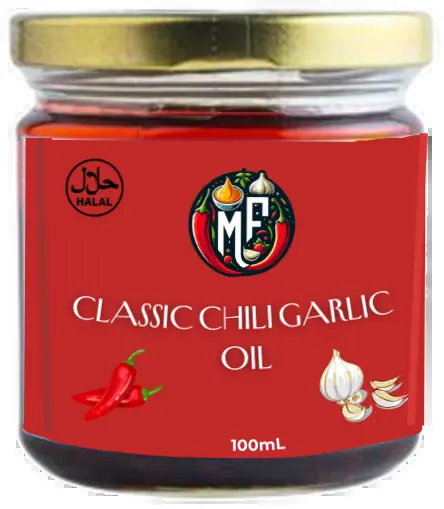 حلال
HALAL
MF
CLASSIC CHILI GARLIC
OIL
100mL